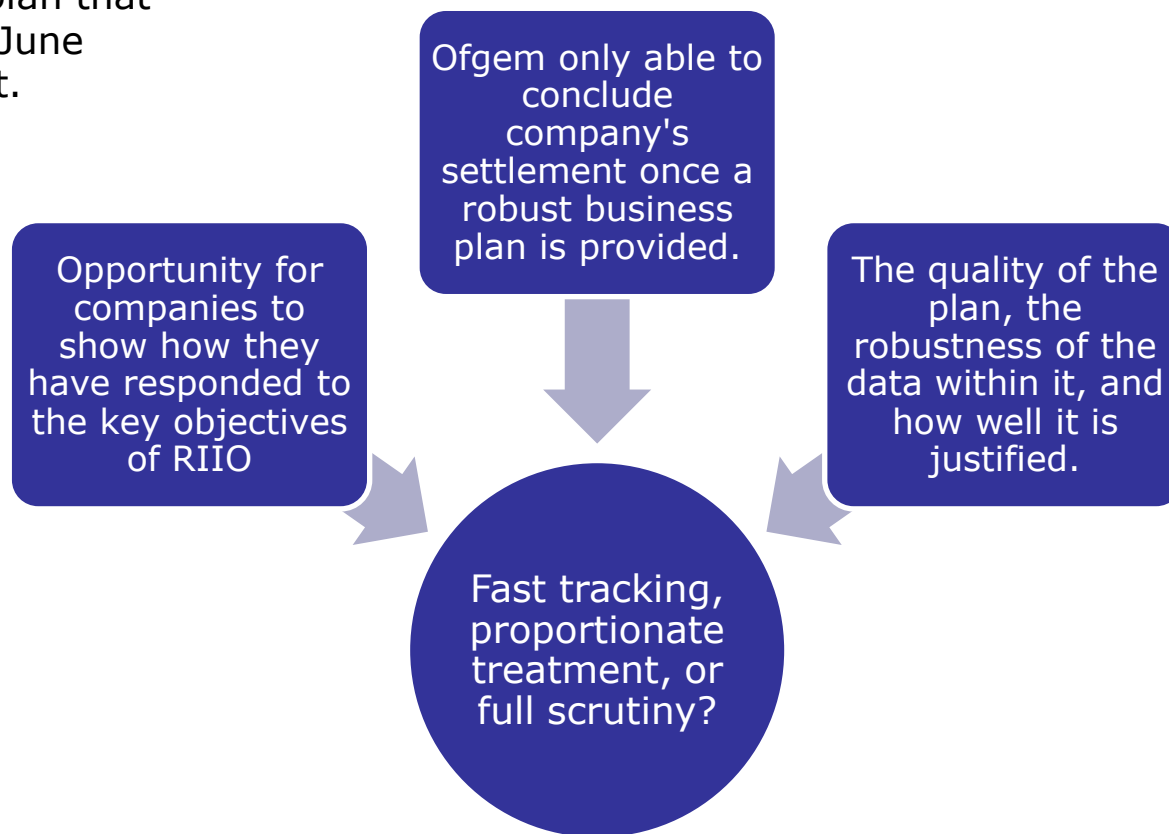 plan that
June
t.
Ofgem only able to
conclude
company's
settlement once a
robust business
plan is provided.
Opportunity for
companies to
show how they
have responded to
the key objectives
of RIIO
The quality of the
plan, the
robustness of the
data within it, and
how well it is
justified.
Fast tracking,
proportionate
treatment, or
full scrutiny?